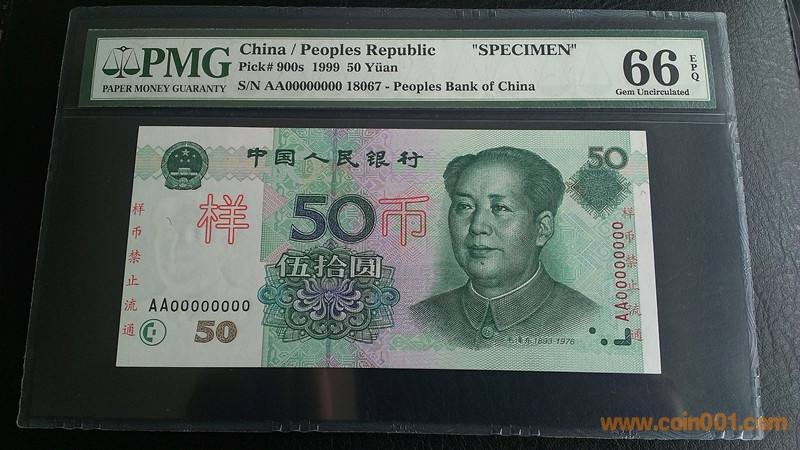 PMG
PAPER MONEY GUARANTY
China / Peoples Republic "SPECIMEN"
Pick# 900s 1999 50 Yüan
S/N AA00000000 18067 - Peoples Bank of China
66
EPQ
Gem Uncirculated
中国人民银行
50
样 50 币
伍拾圆
样币禁止流通
AA00000000
50
毛泽东 1893-1976
AA00000000
样币禁止流通
www.coin001.com